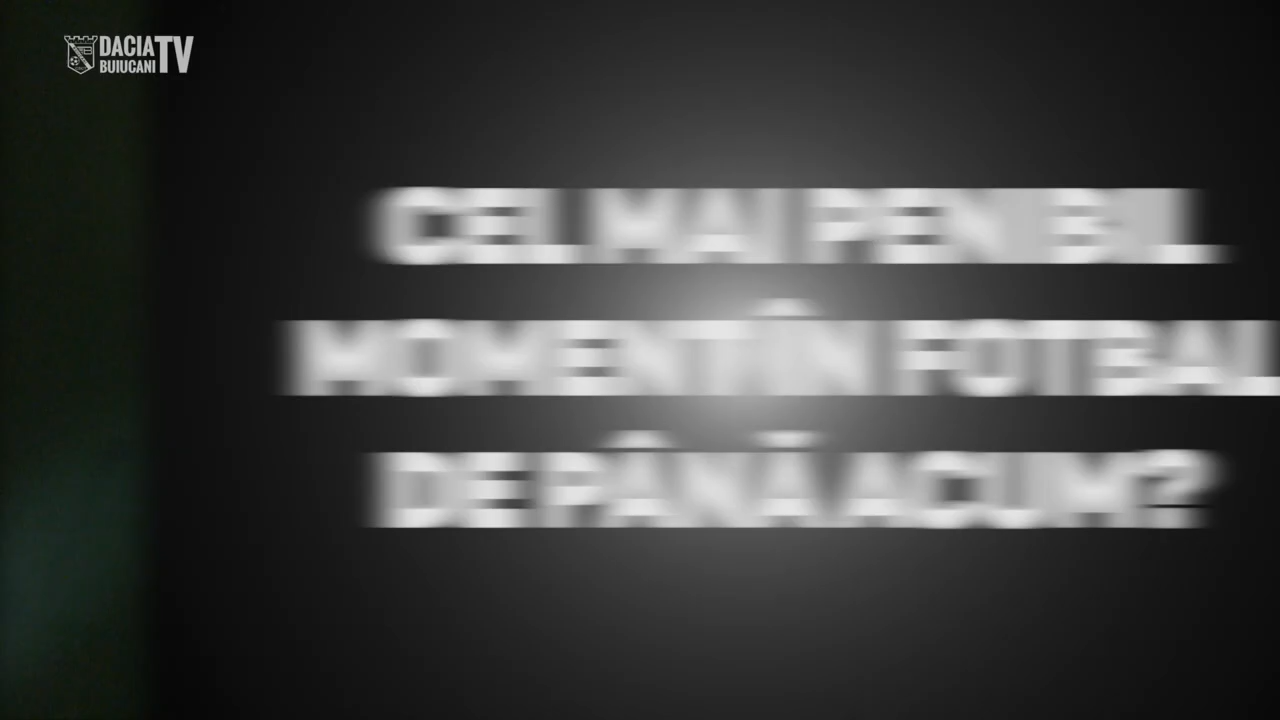 DACIA TV
BUIUCANI
CEL MAI PENIBIL
MOMENT ÎN FOTBAL
DE PÂNĂ ACUM?